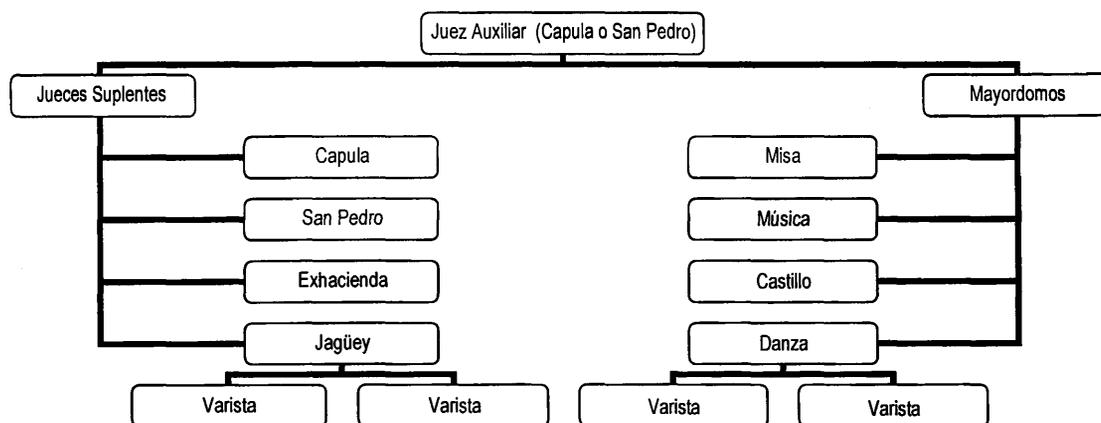 Juez Auxiliar (Capula o San Pedro)
Jueces Suplentes
Mayordomos
Capula
Misa
San Pedro
Música
Exhacienda
Castillo
Jagüey
Danza
Varista
Varista
Varista
Varista